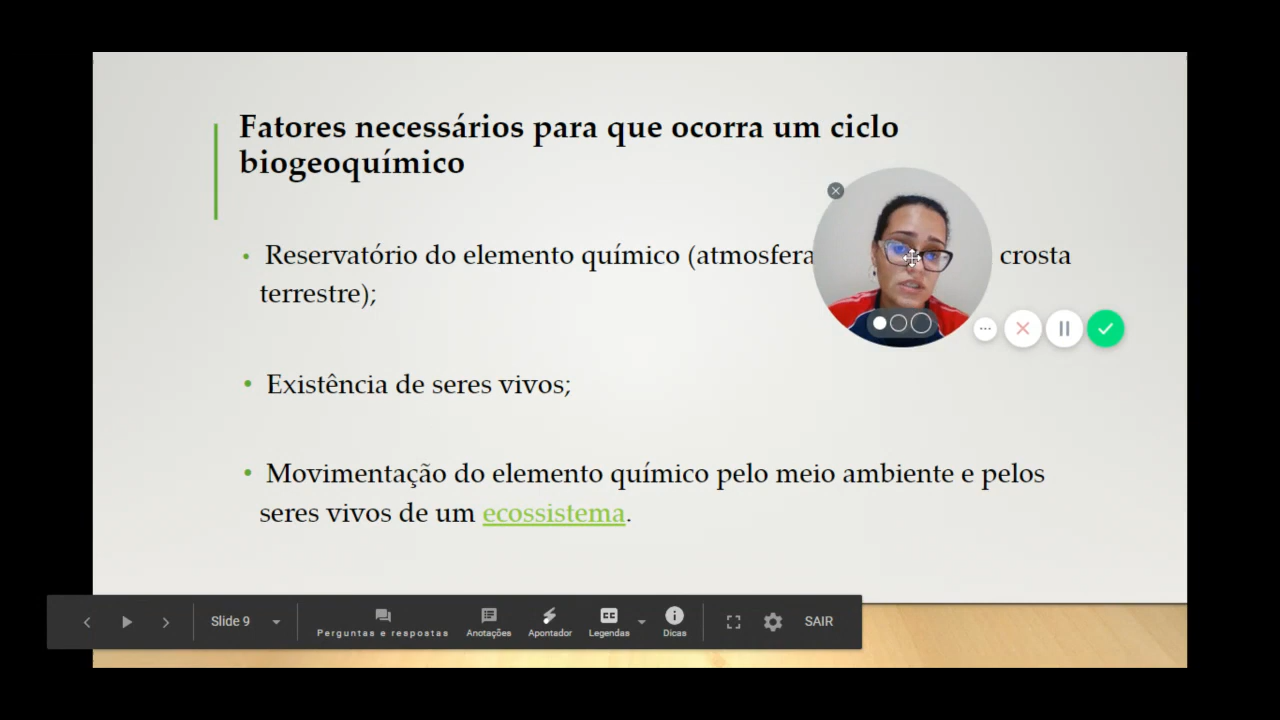 Fatores necessários para que ocorra um ciclo
biogeoquímico
• Reservatório do elemento químico (atmosfera crosta
terrestre);
• Existência de seres vivos;
• Movimentação do elemento químico pelo meio ambiente e pelos
seres vivos de um ecossistema.
Slide 9
Perguntas e respostas
Anotações
Apontador
Legendas
Dicas
SAIR